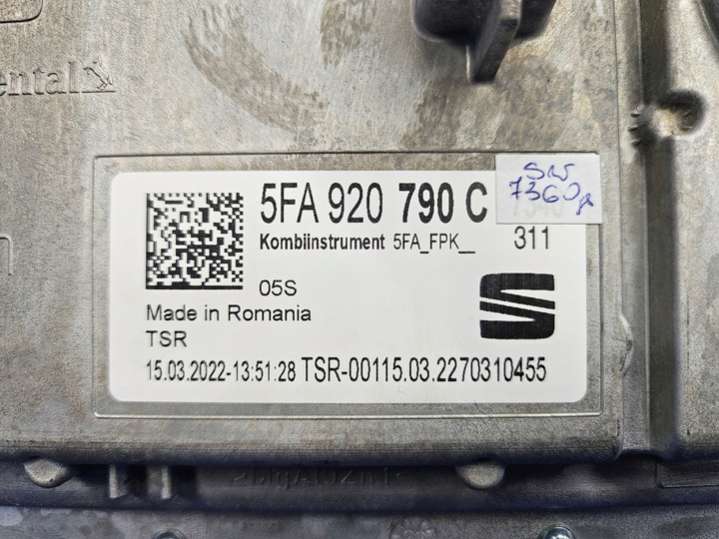 ental
5FA 920 790 C
SW
7360
Kombiinstrument 5FA_FPK__ 311
05S
Made in Romania
TSR
15.03.2022-13:51:28 TSR-00115.03.2270310455